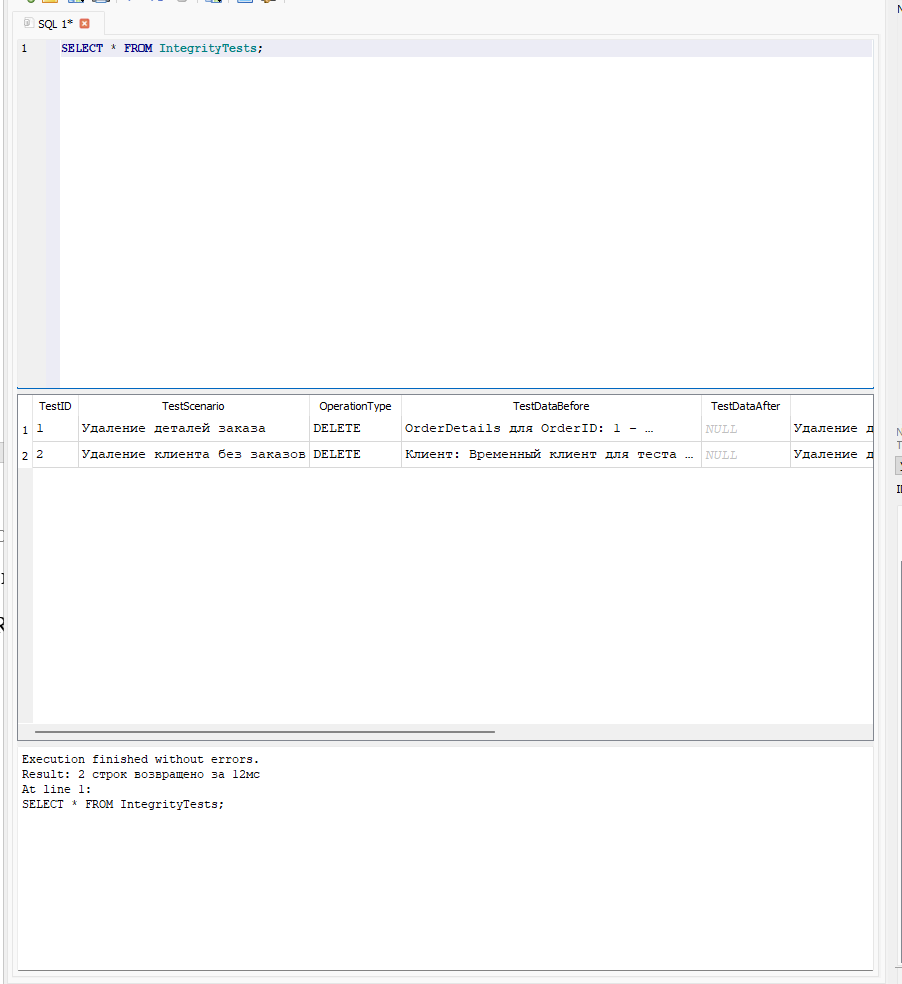 SQL 1*
1 SELECT * FROM IntegrityTests;
TestID TestScenario OperationType TestDataBefore TestDataAfter
1 1 Удаление деталей заказа DELETE OrderDetails для OrderID: 1 - … NULL Удаление д
2 2 Удаление клиента без заказов DELETE Клиент: Временный клиент для теста … NULL Удаление д
Execution finished without errors.
Result: 2 строк возвращено за 12мс
At line 1:
SELECT * FROM IntegrityTests;